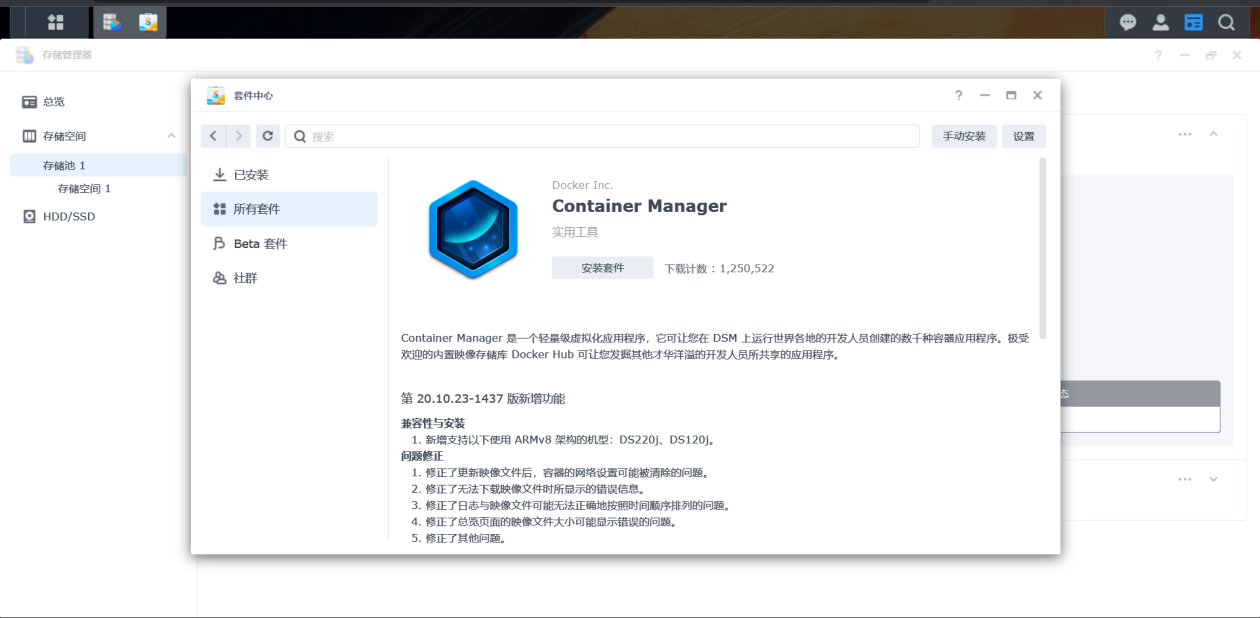 存储管理器
总览
存储空间
存储池 1
存储空间 1
HDD/SSD
套件中心
搜索
手动安装
设置
已安装
所有套件
Beta 套件
社群
Docker Inc.
Container Manager
实用工具
安装套件
下载计数：1,250,522
Container Manager 是一个轻量级虚拟化应用程序，它可让您在 DSM 上运行世界各地的开发人员创建的数千种容器应用程序。极受
欢迎的内置映像存储库 Docker Hub 可让您发掘其他才华洋溢的开发人员所共享的应用程序。
第 20.10.23-1437 版新增功能
兼容性与安装
1. 新增支持以下使用 ARMv8 架构的机型：DS220j、DS120j。
问题修正
1. 修正了更新映像文件后，容器的网络设置可能被清除的问题。
2. 修正了无法下载映像文件时所显示的错误信息。
3. 修正了日志与映像文件可能无法正确地按照时间顺序排列的问题。
4. 修正了总览页面的映像文件大小可能显示错误的问题。
5. 修正了其他问题。
态